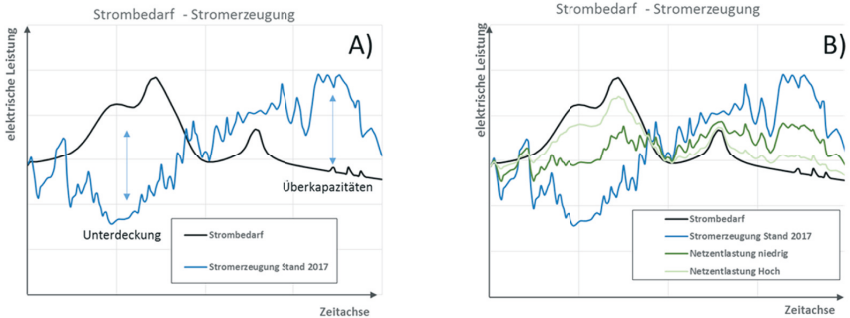 Strombedarf - Stromerzeugung
A)
elektrische Leistung
Überkapazitäten
Unterdeckung
Strombedarf
Stromerzeugung Stand 2017
Zeitachse
Strombedarf - Stromerzeugung
B)
elektrische Leistung
Strombedarf
Stromerzeugung Stand 2017
Netzentlastung niedrig
Netzentlastung Hoch
Zeitachse